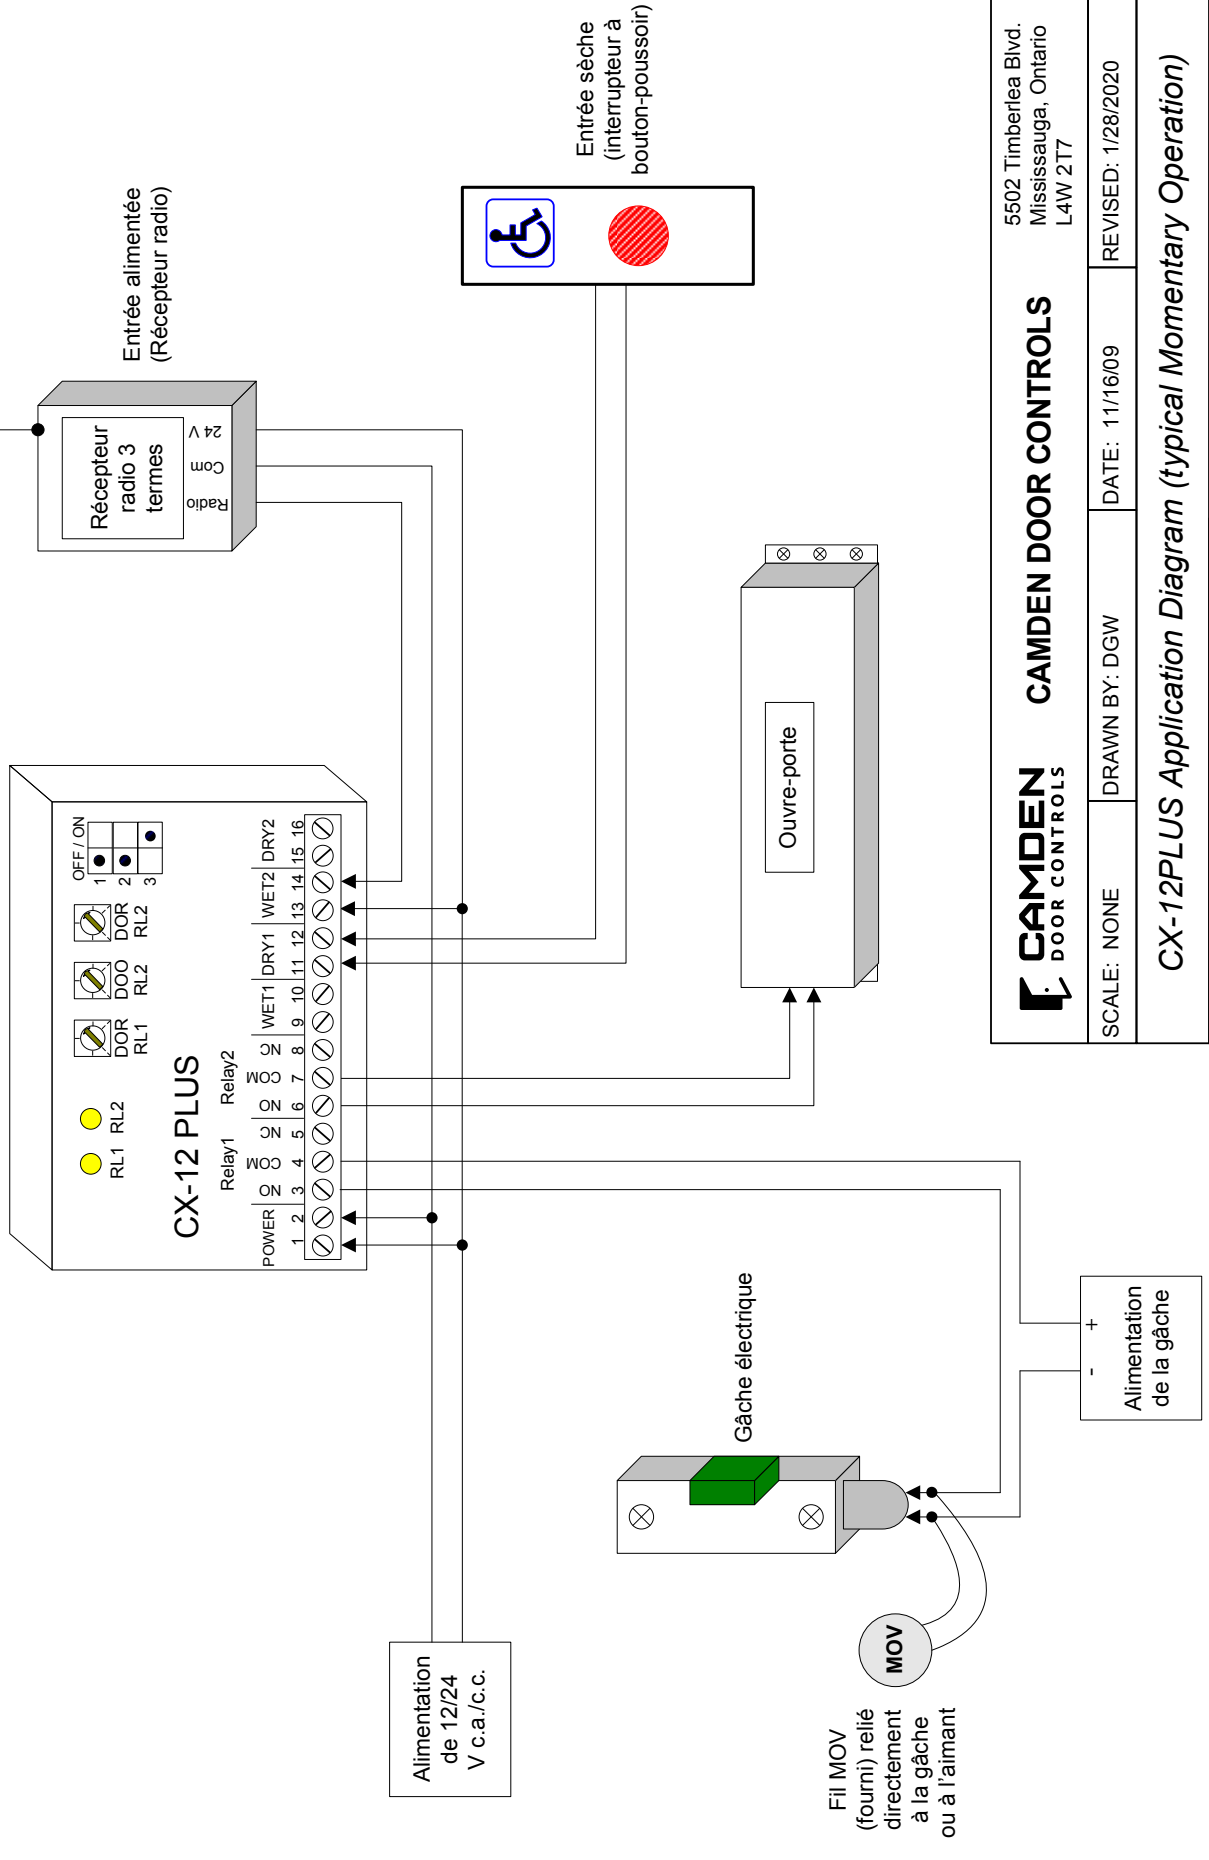 Entrée alimentée
(Récepteur radio)
Récepteur
radio 3
termes
Radio
Com
24 V
Entrée sèche
(interrupteur à
bouton-poussoir)
OFF / ON
1
2
3
RL1
RL2
DOR
RL1
DOO
RL2
DOR
RL2
CX-12 PLUS
Relay1
Relay2
POWER
NO
COM
NC
NO
COM
NC
WET1
DRY1
WET2
DRY2
1 2 3 4 5 6 7 8 9 10 11 12 13 14 15 16
Alimentation
de 12/24
V c.a./c.c.
Ouvre-porte
Gâche électrique
MOV
Fil MOV
(fourni) relié
directement
à la gâche
ou à l'aimant
- +
Alimentation
de la gâche
CAMDEN
DOOR CONTROLS
CAMDEN DOOR CONTROLS
5502 Timberlea Blvd.
Mississauga, Ontario
L4W 2T7
SCALE: NONE
DRAWN BY: DGW
DATE: 11/16/09
REVISED: 1/28/2020
CX-12PLUS Application Diagram (typical Momentary Operation)